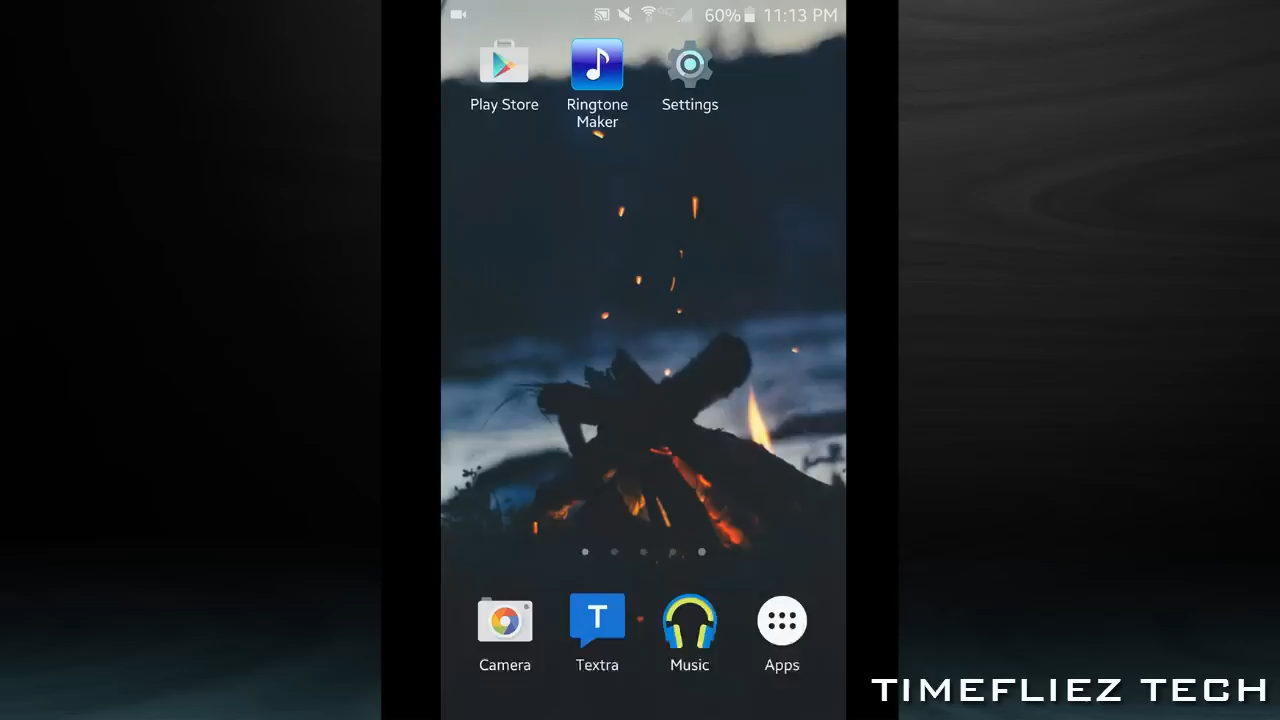 60% 11:13 PM
Play Store
Ringtone
Maker
Settings
T
Camera
Textra
Music
Apps
TIMEFLIEZ TECH